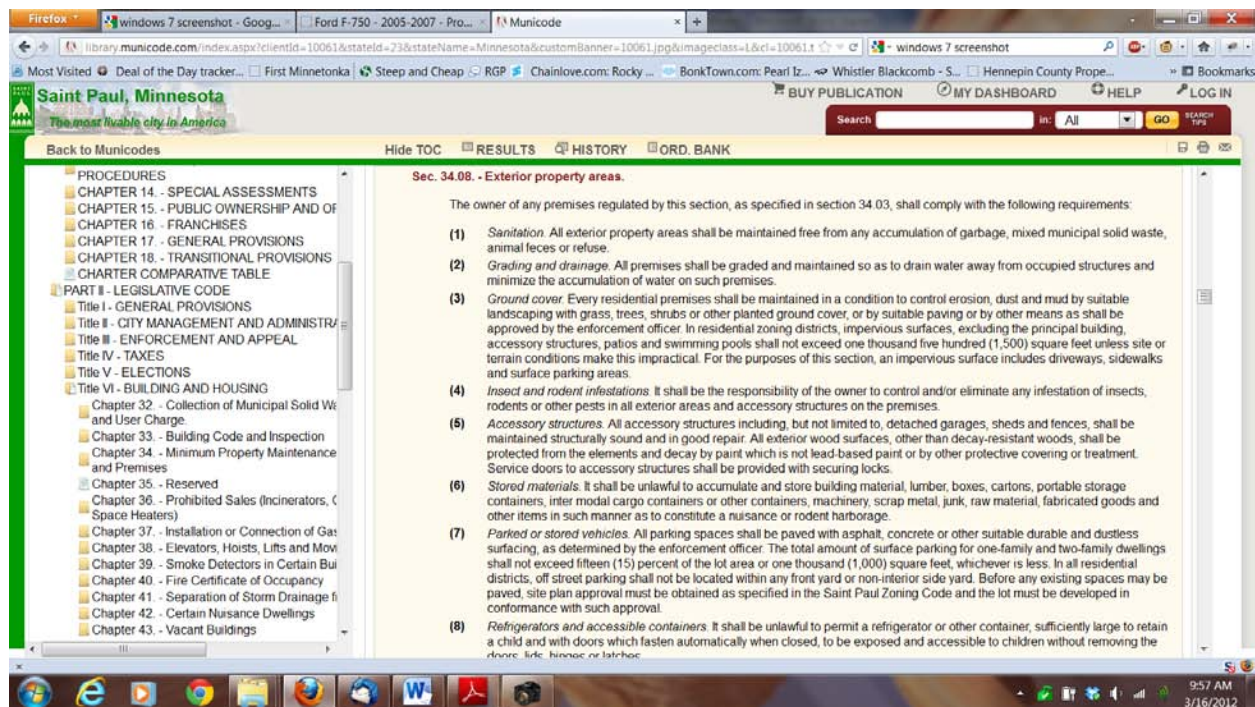 Firefox
windows 7 screenshot - Goog...
Ford F-750 - 2005-2007 - Pro...
Municode
library.municode.com/index.aspx?clientId=10061&stateId=23&stateName=Minnesota&customBanner=10061.jpg&imageclass=L&cl=10061.t
windows 7 screenshot
Most Visited Deal of the Day tracker... First Minnetonka Steep and Cheap RGP Chainlove.com: Rocky ... BonkTown.com: Pearl Iz... Whistler Blackcomb - S... Hennepin County Prope... » Bookmarks
Saint Paul, Minnesota
The most livable city in America
BUY PUBLICATION MY DASHBOARD HELP LOG IN
Search in: All GO SEARCH TIPS
Back to Municodes Hide TOC RESULTS HISTORY ORD. BANK
PROCEDURES
CHAPTER 14. - SPECIAL ASSESSMENTS
CHAPTER 15. - PUBLIC OWNERSHIP AND OF
CHAPTER 16. - FRANCHISES
CHAPTER 17. - GENERAL PROVISIONS
CHAPTER 18. - TRANSITIONAL PROVISIONS
CHARTER COMPARATIVE TABLE
PART II - LEGISLATIVE CODE
Title I - GENERAL PROVISIONS
Title II - CITY MANAGEMENT AND ADMINISTRA
Title III - ENFORCEMENT AND APPEAL
Title IV - TAXES
Title V - ELECTIONS
Title VI - BUILDING AND HOUSING
Chapter 32. - Collection of Municipal Solid Wa
and User Charge.
Chapter 33. - Building Code and Inspection
Chapter 34. - Minimum Property Maintenance
and Premises
Chapter 35. - Reserved
Chapter 36. - Prohibited Sales (Incinerators, G
Space Heaters)
Chapter 37. - Installation or Connection of Gas
Chapter 38. - Elevators, Hoists, Lifts and Movi
Chapter 39. - Smoke Detectors in Certain Bui
Chapter 40. - Fire Certificate of Occupancy
Chapter 41. - Separation of Storm Drainage f
Chapter 42. - Certain Nuisance Dwellings
Chapter 43. - Vacant Buildings
Sec. 34.08. - Exterior property areas.
The owner of any premises regulated by this section, as specified in section 34.03, shall comply with the following requirements:
(1) Sanitation. All exterior property areas shall be maintained free from any accumulation of garbage, mixed municipal solid waste,
animal feces or refuse.
(2) Grading and drainage. All premises shall be graded and maintained so as to drain water away from occupied structures and
minimize the accumulation of water on such premises.
(3) Ground cover. Every residential premises shall be maintained in a condition to control erosion, dust and mud by suitable
landscaping with grass, trees, shrubs or other planted ground cover, or by suitable paving or by other means as shall be
approved by the enforcement officer. In residential zoning districts, impervious surfaces, excluding the principal building,
accessory structures, patios and swimming pools shall not exceed one thousand five hundred (1,500) square feet unless site or
terrain conditions make this impractical. For the purposes of this section, an impervious surface includes driveways, sidewalks
and surface parking areas.
(4) Insect and rodent infestations. It shall be the responsibility of the owner to control and/or eliminate any infestation of insects,
rodents or other pests in all exterior areas and accessory structures on the premises.
(5) Accessory structures. All accessory structures including, but not limited to, detached garages, sheds and fences, shall be
maintained structurally sound and in good repair. All exterior wood surfaces, other than decay-resistant woods, shall be
protected from the elements and decay by paint which is not lead-based paint or by other protective covering or treatment.
Service doors to accessory structures shall be provided with securing locks.
(6) Stored materials. It shall be unlawful to accumulate and store building material, lumber, boxes, cartons, portable storage
containers, inter modal cargo containers or other containers, machinery, scrap metal, junk, raw material, fabricated goods and
other items in such manner as to constitute a nuisance or rodent harborage.
(7) Parked or stored vehicles. All parking spaces shall be paved with asphalt, concrete or other suitable durable and dustless
surfacing, as determined by the enforcement officer. The total amount of surface parking for one-family and two-family dwellings
shall not exceed fifteen (15) percent of the lot area or one thousand (1,000) square feet, whichever is less. In all residential
districts, off street parking shall not be located within any front yard or non-interior side yard. Before any existing spaces may be
paved, site plan approval must be obtained as specified in the Saint Paul Zoning Code and the lot must be developed in
conformance with such approval.
(8) Refrigerators and accessible containers. It shall be unlawful to permit a refrigerator or other container, sufficiently large to retain
a child and with doors which fasten automatically when closed, to be exposed and accessible to children without removing the
doors, lids, hinges or latches.
9:57 AM
3/16/2012